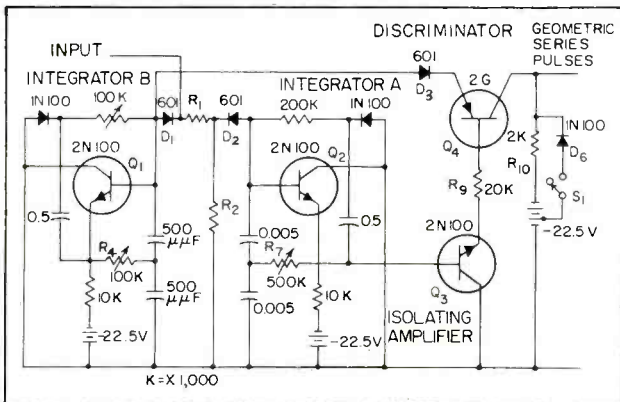 DISCRIMINATOR
GEOMETRIC
SERIES
PULSES
INPUT
INTEGRATOR B
INTEGRATOR A
601
D3
2G
Q4
1N100
100K
601
D1
R1
601
D2
200K
1N100
2N100
Q1
2N100
Q2
2K
R10
1N100
D6
S1
R9
20K
0.5
R4
100K
500
μμF
500
μμF
R2
0.005
R7
500K
0.005
0.5
2N100
Q3
-22.5V
10K
-22.5V
10K
-22.5V
ISOLATING
AMPLIFIER
K=X 1,000